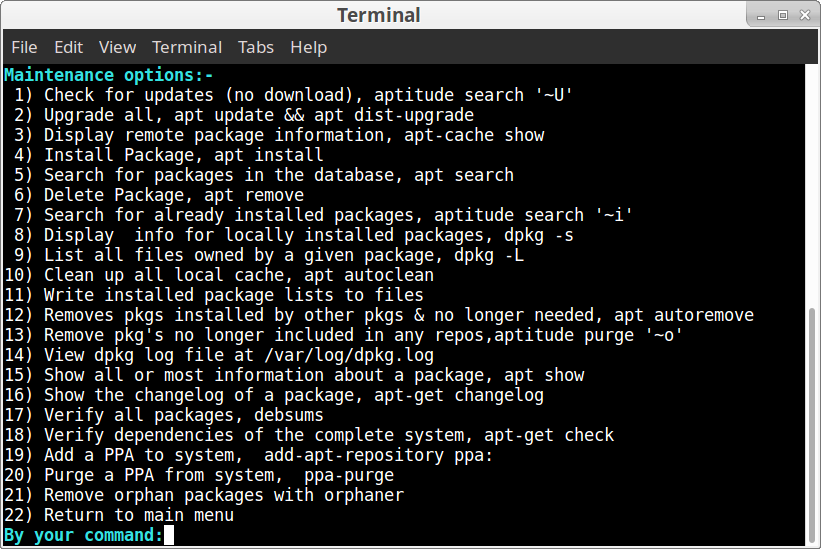 Terminal
File Edit View Terminal Tabs Help
Maintenance options:-
1) Check for updates (no download), aptitude search '~U'
2) Upgrade all, apt update && apt dist-upgrade
3) Display remote package information, apt-cache show
4) Install Package, apt install
5) Search for packages in the database, apt search
6) Delete Package, apt remove
7) Search for already installed packages, aptitude search '~i'
8) Display  info for locally installed packages, dpkg -s
9) List all files owned by a given package, dpkg -L
10) Clean up all local cache, apt autoclean
11) Write installed package lists to files
12) Removes pkgs installed by other pkgs & no longer needed, apt autoremove
13) Remove pkg's no longer included in any repos,aptitude purge '~o'
14) View dpkg log file at /var/log/dpkg.log
15) Show all or most information about a package, apt show
16) Show the changelog of a package, apt-get changelog
17) Verify all packages, debsums
18) Verify dependencies of the complete system, apt-get check
19) Add a PPA to system,  add-apt-repository ppa:
20) Purge a PPA from system,  ppa-purge
21) Remove orphan packages with orphaner
22) Return to main menu
By your command: